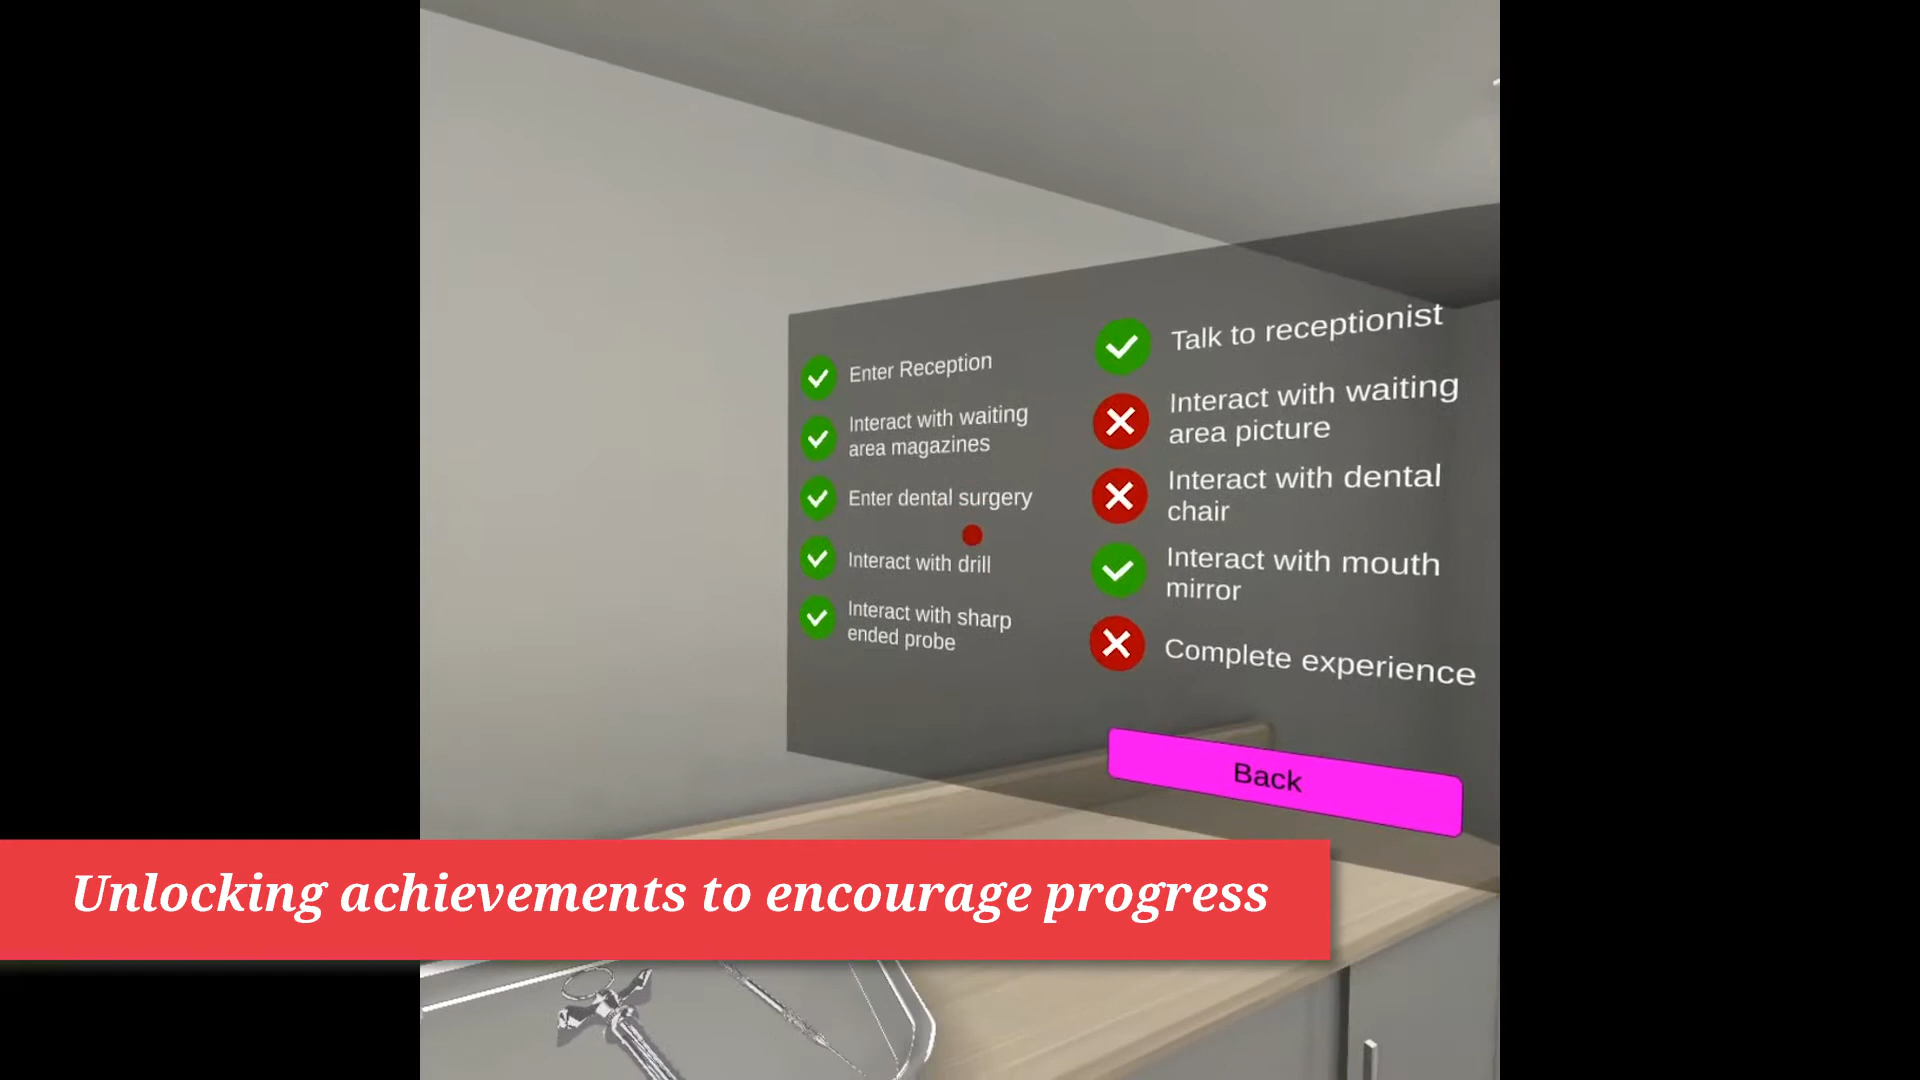 Enter Reception
Interact with waiting
area magazines
Enter dental surgery
Interact with drill
Interact with sharp
ended probe
Talk to receptionist
Interact with waiting
area picture
Interact with dental
chair
Interact with mouth
mirror
Complete experience
Back
Unlocking achievements to encourage progress